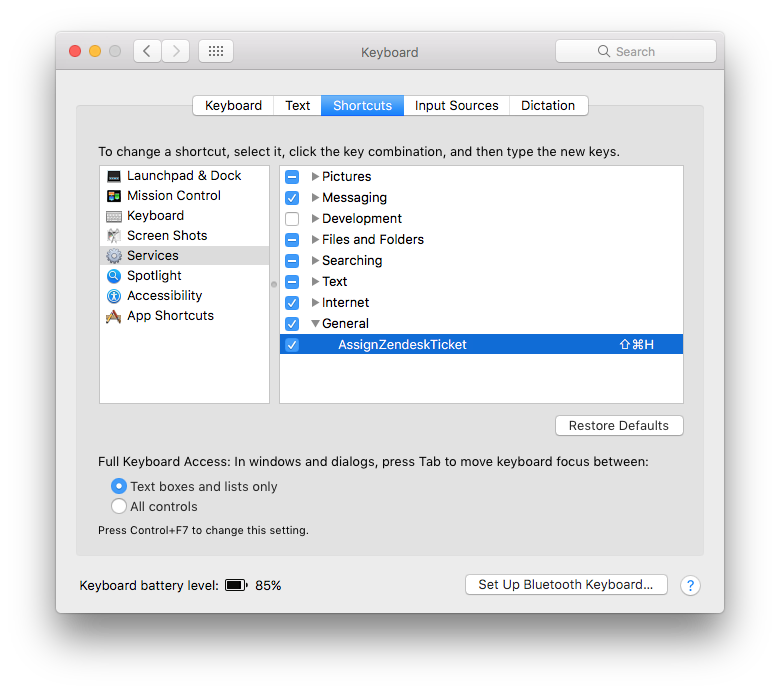 Keyboard
Search
Keyboard
Text
Shortcuts
Input Sources
Dictation
To change a shortcut, select it, click the key combination, and then type the new keys.
Launchpad & Dock
Mission Control
Keyboard
Screen Shots
Services
Spotlight
Accessibility
App Shortcuts
Pictures
Messaging
Development
Files and Folders
Searching
Text
Internet
General
AssignZendeskTicket ⇧⌘H
Restore Defaults
Full Keyboard Access: In windows and dialogs, press Tab to move keyboard focus between:
Text boxes and lists only
All controls
Press Control+F7 to change this setting.
Keyboard battery level: 85%
Set Up Bluetooth Keyboard...
?